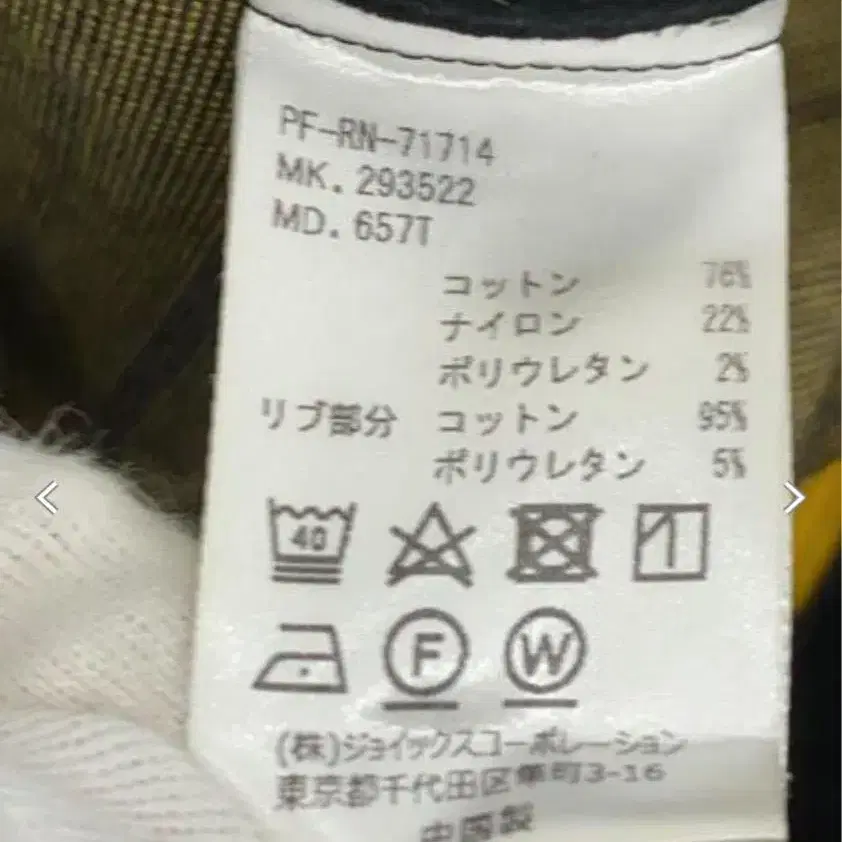 PF-RN-71714
MK. 293522
MD. 657T
コットン 76%
ナイロン 22%
ポリウレタン 2%
リブ部分 コットン 95%
ポリウレタン 5%
40
F W
(株)ジョイックスコーポレーション
東京都千代田区隼町3-16
中国製